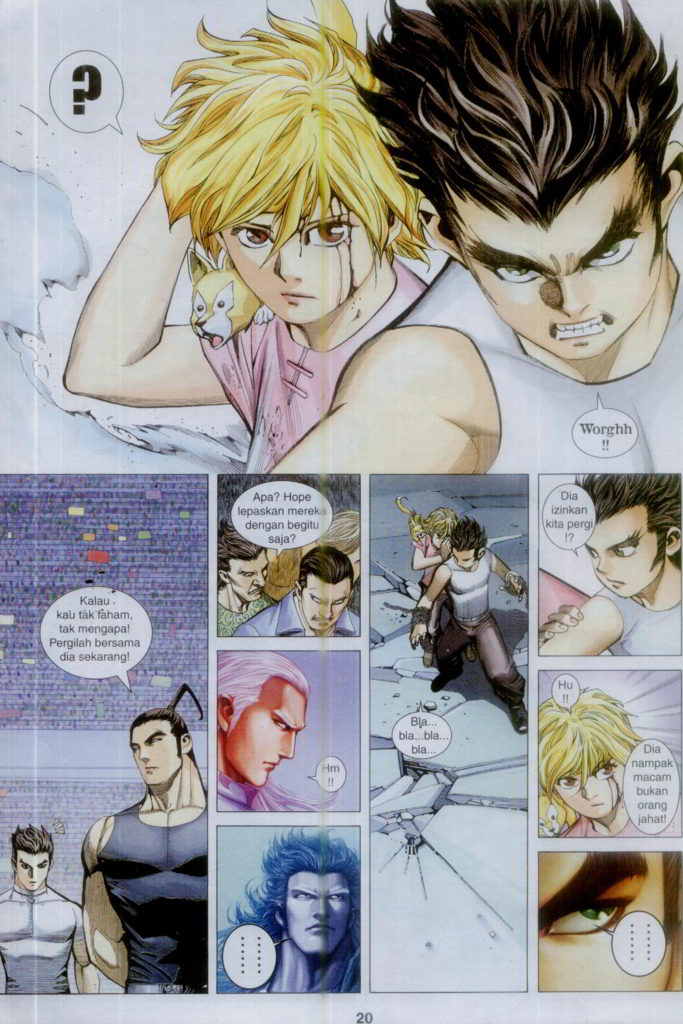 ?
Worghh
!!
Kalau
kau tak faham,
tak mengapa!
Pergilah bersama
dia sekarang!
Apa? Hope
lepaskan mereka
dengan begitu
saja?
Hm
!!
Bla...
bla...bla...
bla...
Dia
izinkan
kita pergi
!?
Hu
!!
Dia
nampak
macam
bukan
orang
jahat!
20